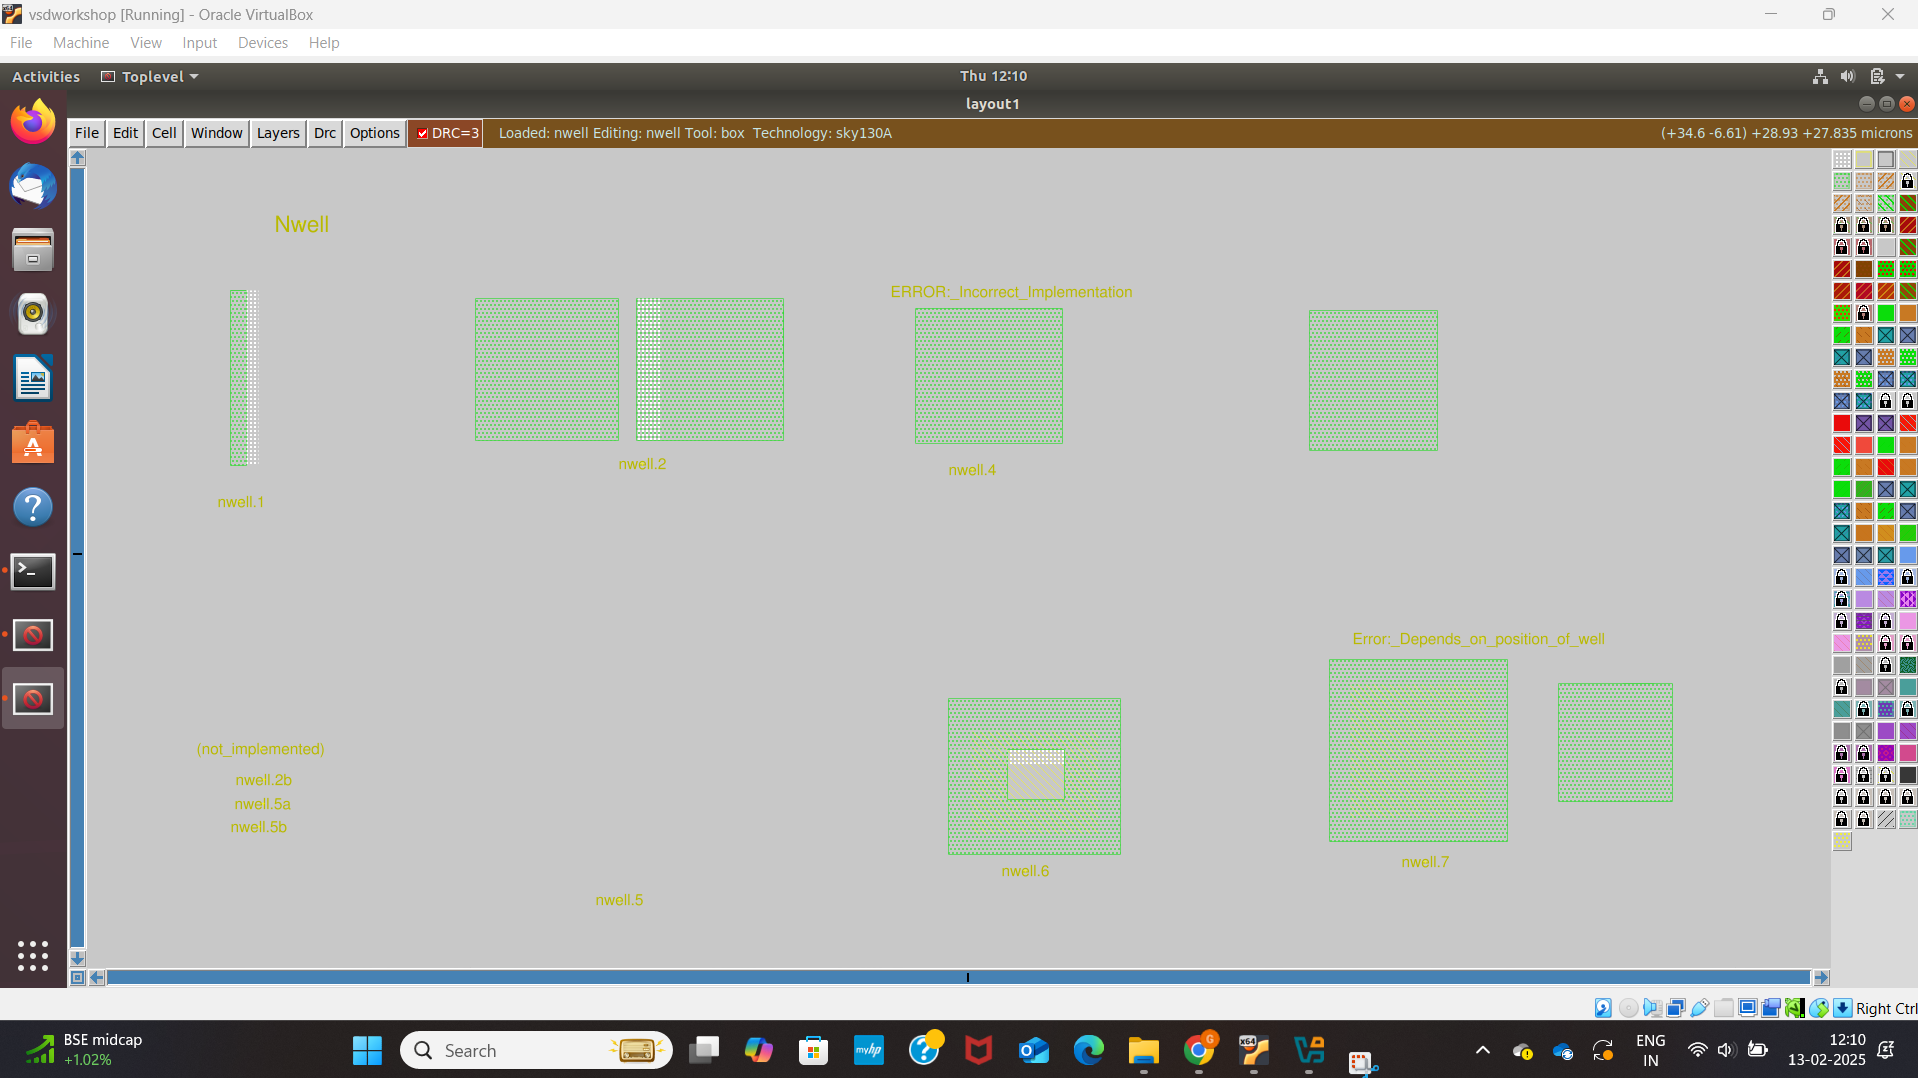 vsdworkshop [Running] - Oracle VirtualBox
File Machine View Input Devices Help
Activities Toplevel Thu 12:10
layout1
File Edit Cell Window Layers Drc Options DRC=3 Loaded: nwell Editing: nwell Tool: box Technology: sky130A (+34.6 -6.61) +28.93 +27.835 microns
Nwell
ERROR:_Incorrect_Implementation
nwell.2
nwell.4
nwell.1
Error:_Depends_on_position_of_well
(not_implamented)
nwell.2b
nwell.5a
nwell.5b
nwell.7
nwell.6
nwell.5
Right Ctrl
BSE midcap
+1.02%
Search
myhp
ENG
IN
12:10
13-02-2025